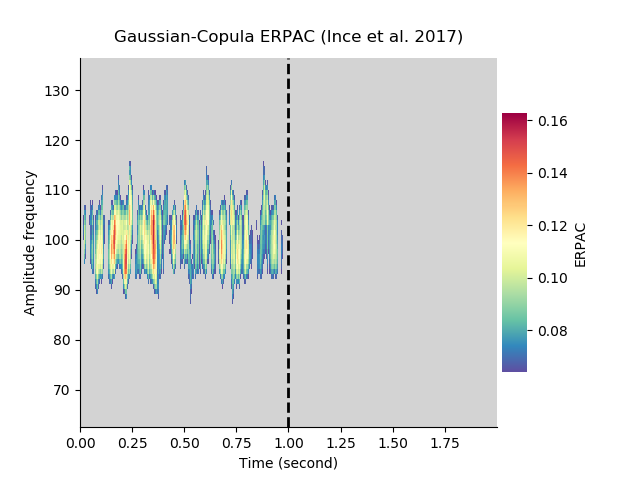 Gaussian-Copula ERPAC (Ince et al. 2017)
Amplitude frequency
130
120
110
100
90
80
70
0.00 0.25 0.50 0.75 1.00 1.25 1.50 1.75
Time (second)
0.16
0.14
0.12
0.10
0.08
ERPAC